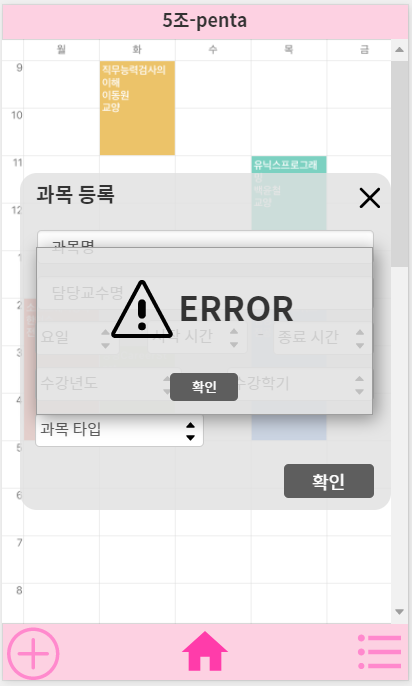 5조-penta
월 화 수 목 금
9
직무능력검사의
이해
이동원
교양
10
11
유닉스프로그래
밍
교양
12
과목 등록
1
과목명
담당교수명
2
요일 시작 시간 - 종료 시간
3
수강년도 수강학기
4
ERROR
확인
과목 타입
5
확인
6
7
8